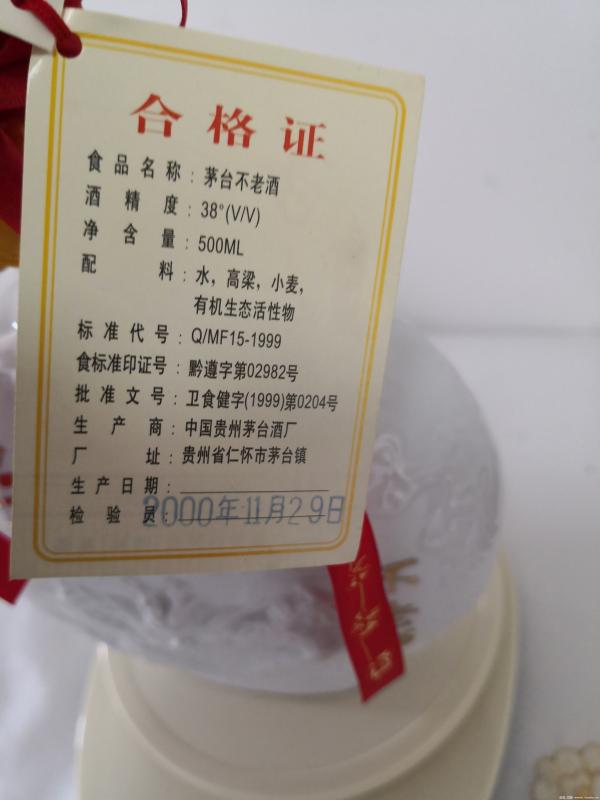 合格证
食品名称：茅台不老酒
酒精度：38°(V/V)
净含量：500ML
配料：水，高梁，小麦，
有机生态活性物
标准代号：Q/MF15-1999
食标准印证号：黔遵字第02982号
批准文号：卫食健字(1999)第0204号
生产商：中国贵州茅台酒厂
厂址：贵州省仁怀市茅台镇
生产日期：
检验员：
2000年11月29日